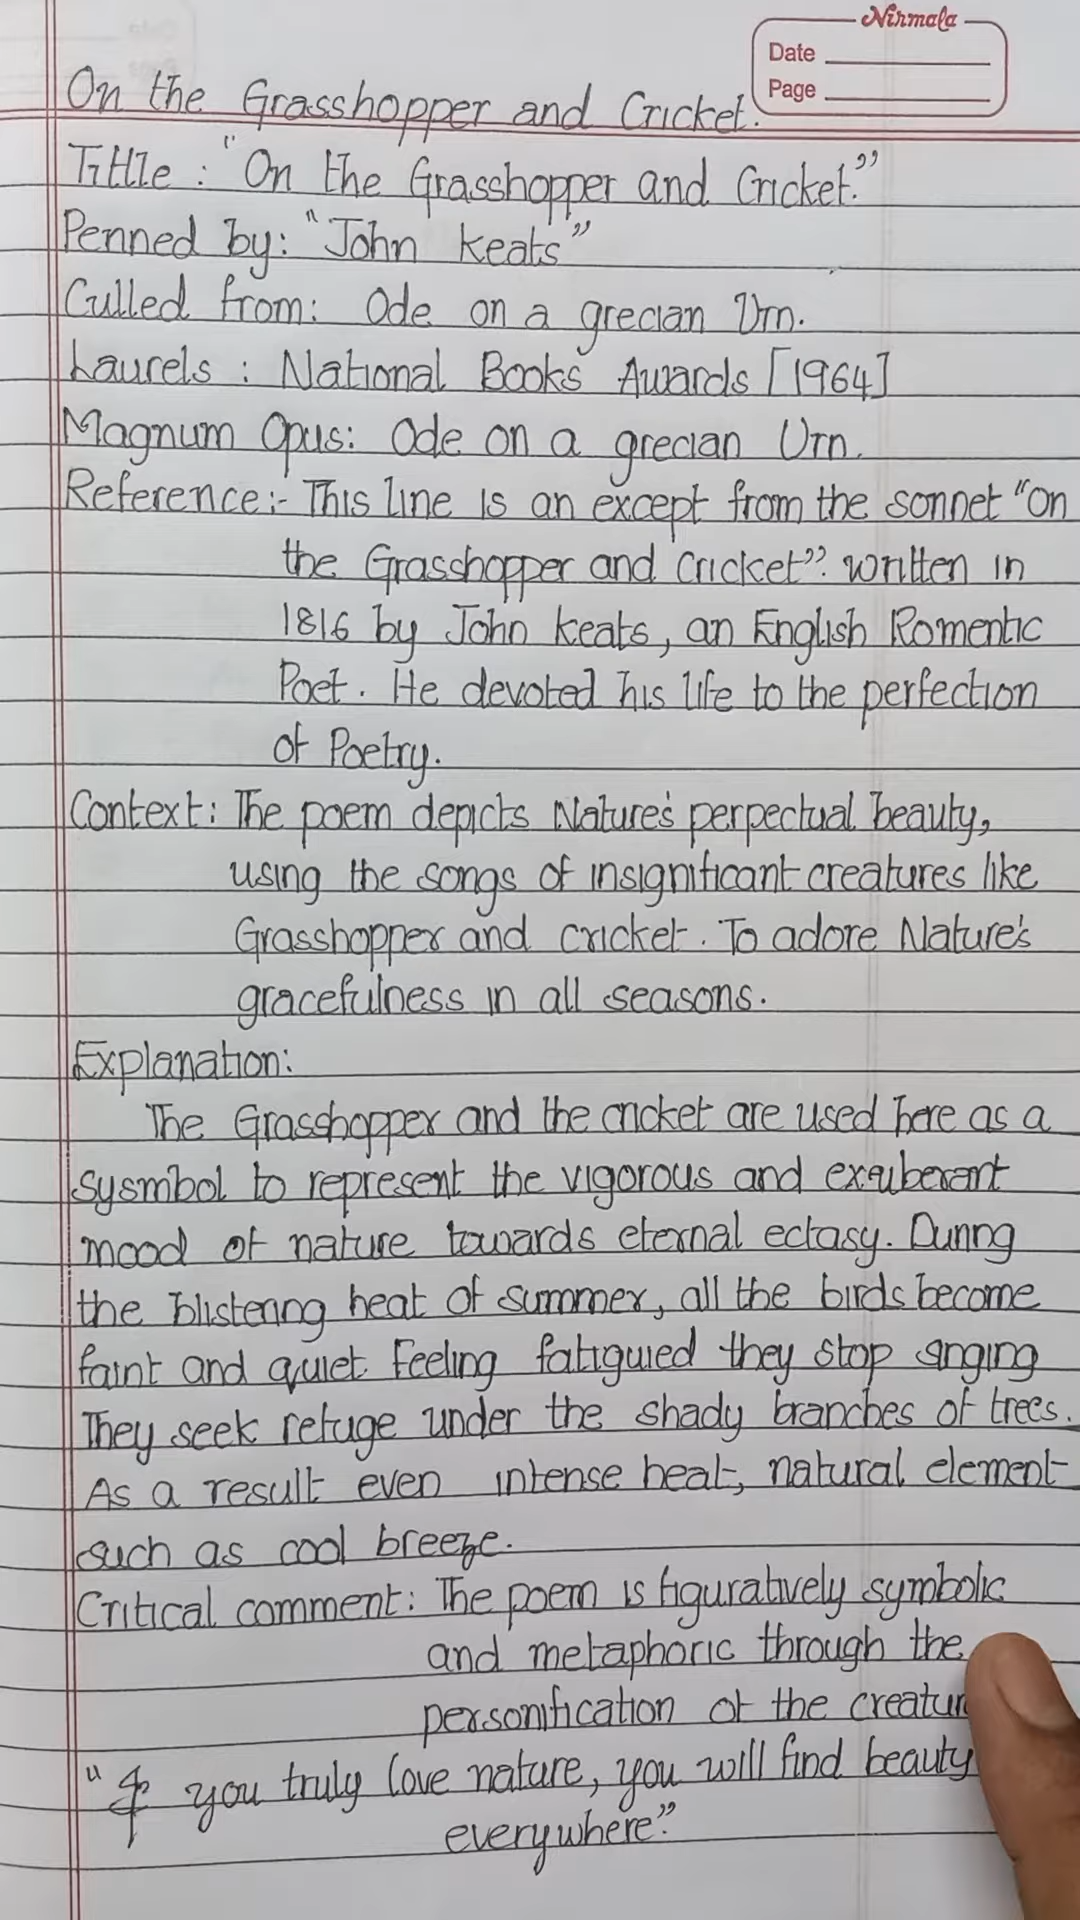 Nirmala
Date
Page
On the Grasshopper and Cricket.
Tittle : "On the Grasshopper and Cricket."
Penned by: "John Keats"
Culled from: Ode on a grecian Urn.
Laurels : National Books Awards [1964]
Magnum Opus: Ode on a grecian Urn.
Reference:- This line is an except from the sonnet "On
the Grasschopper and Cricket". written in
1816 by John Keats, an English Romentic
Poet. He devoted his life to the perfection
of Poetry.
Context: The poem depicts Nature's perpectual beauty,
using the songs of insignificant creatures like
Grasshopper and cricket. To adore Nature's
gracefulness in all seasons.
Explanation:
The Grasshopper and the cricket are used here as a
sysmbol to represent the vigorous and exauberant
mood of nature towards eternal ectasy. During
the blistering heat of summer, all the birds become
faint and quiet. Feeling fatiguied they stop singing
They seek refuge under the shady branches of trees.
As a result even intense heat, natural element
such as cool breeze.
Critical comment: The poem is figuratively symbolic
and metaphoric through the
personification of the
"If you truly love nature, you will find beauty
everywhere"